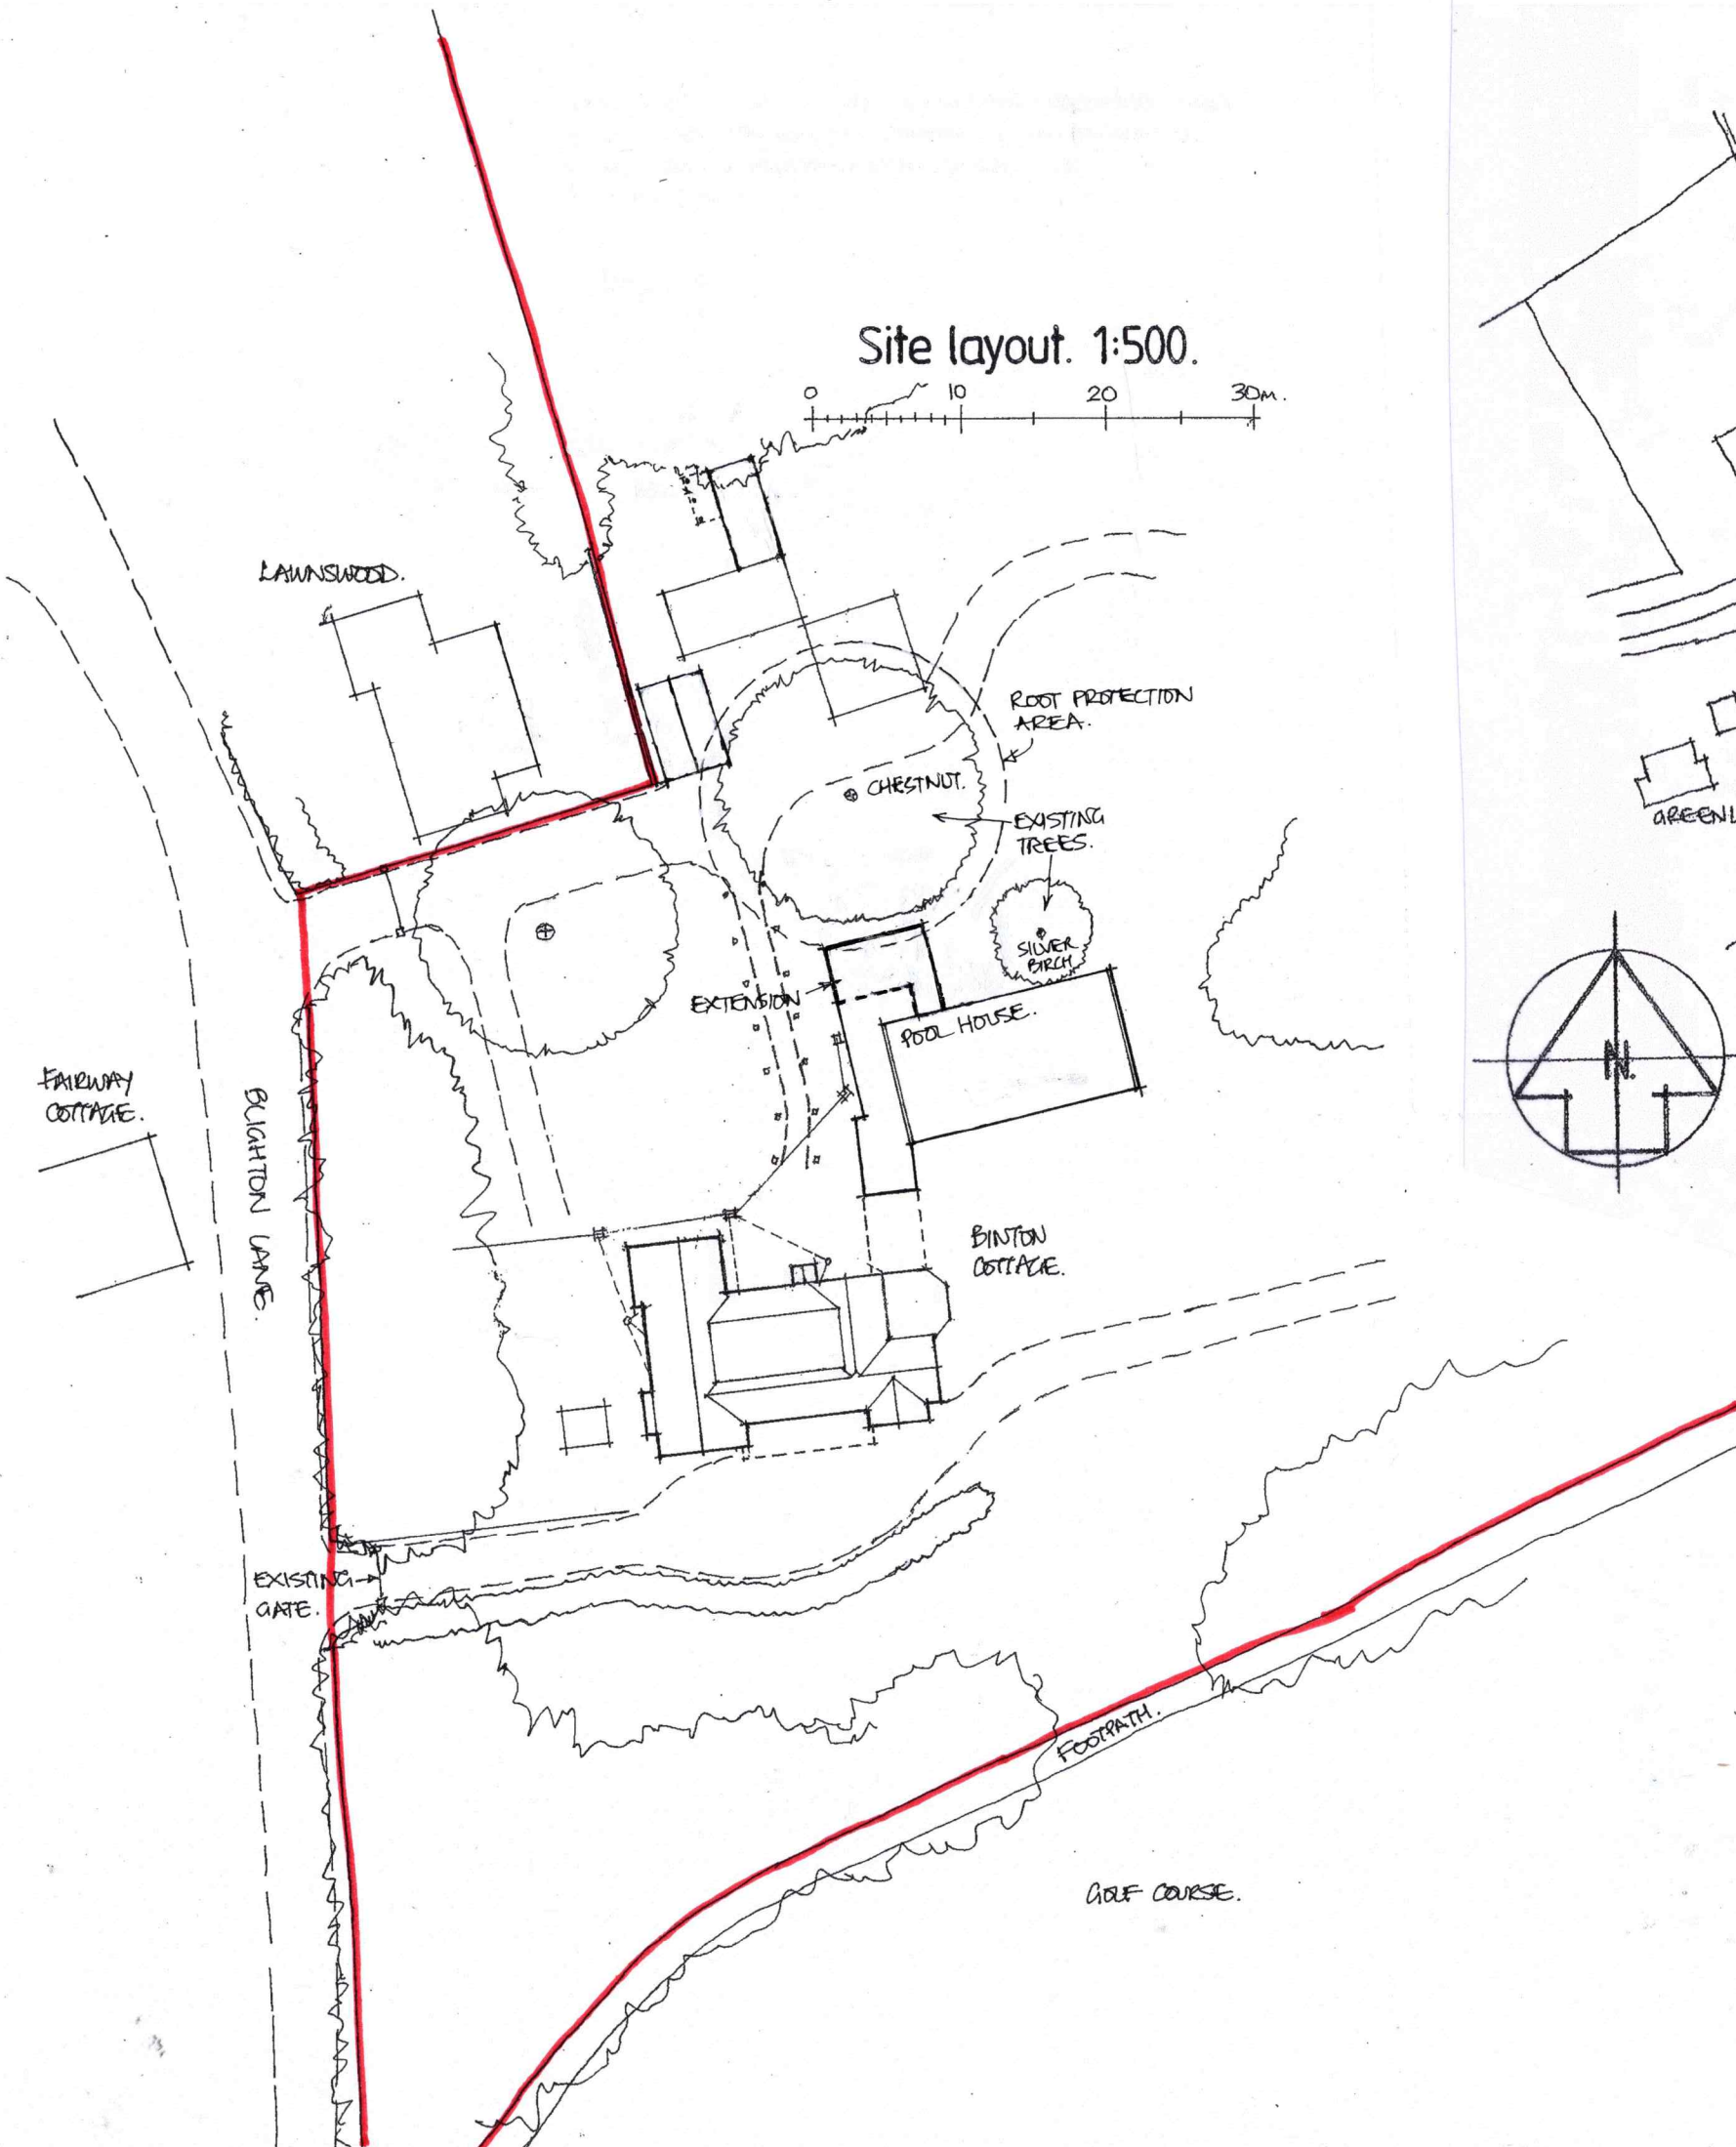 Site layout. 1:500.
0 10 20 30M.
LAWNSWOOD.
ROOT PROTECTION
AREA.
CHESTNUT.
EXISTING
TREES.
GREENL
SILVER
BIRCH
EXTENSION
POOL HOUSE.
N.
FAIRWAY
COTTAGE.
BLIGHTON LANE.
BINTON
COTTAGE.
EXISTING
GATE.
FOOTPATH.
GOLF COURSE.